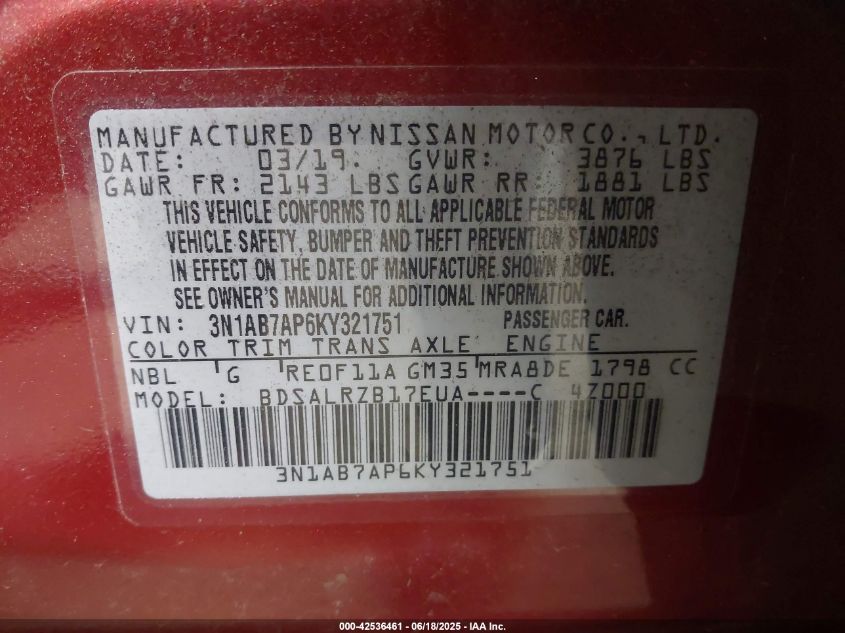 MANUFACTURED BY NISSAN MOTOR CO., LTD.
DATE: 03/19. GVWR: 3876 LBS
GAWR FR: 2143 LBS GAWR RR: 1881 LBS
THIS VEHICLE CONFORMS TO ALL APPLICABLE FEDERAL MOTOR
VEHICLE SAFETY, BUMPER AND THEFT PREVENTION STANDARDS
IN EFFECT ON THE DATE OF MANUFACTURE SHOWN ABOVE.
SEE OWNER'S MANUAL FOR ADDITIONAL INFORMATION.
VIN: 3N1AB7AP6KY321751 PASSENGER CAR.
COLOR TRIM TRANS AXLE ENGINE
NBL G RE0F11A GM35 MRA8DE 1798 CC
MODEL: BDSALRZB17EUA----C 4Z000
3N1AB7AP6KY321751
000-42536461 - 06/18/2025 - IAA Inc.